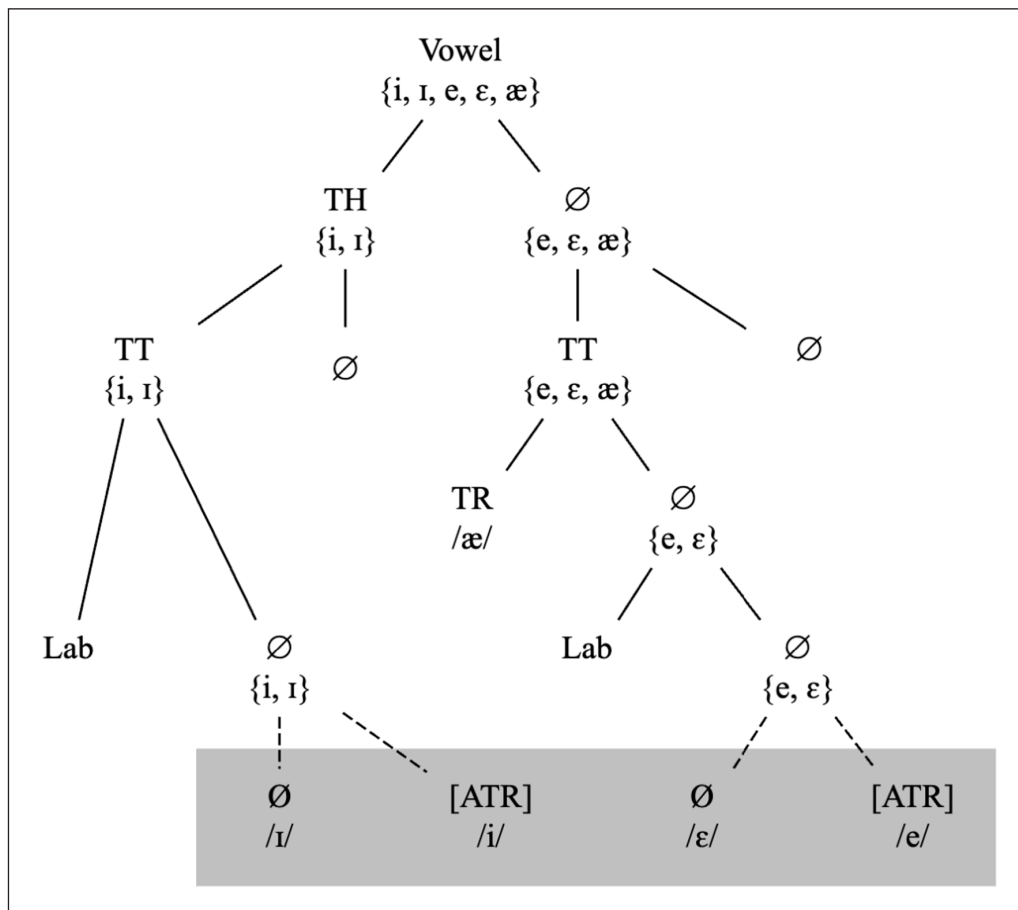 Vowel
{i, ɪ, e, ɛ, æ}
TH ∅
{i, ɪ} {e, ɛ, æ}
TT ∅ TT ∅
{i, ɪ} {e, ɛ, æ}
TR ∅
/æ/ {e, ɛ}
Lab ∅ Lab ∅
{i, ɪ} {e, ɛ}
Ø [ATR] Ø [ATR]
/ɪ/ /i/ /ɛ/ /e/